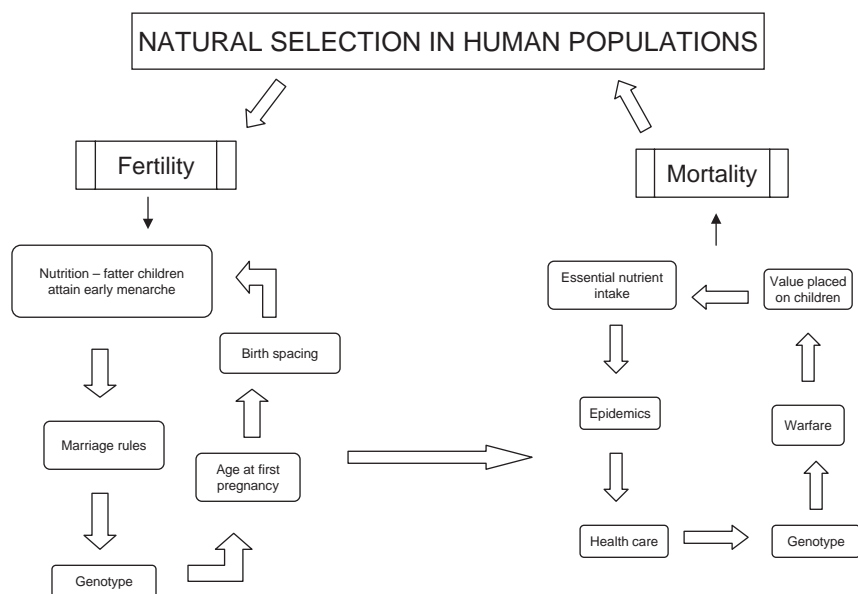 NATURAL SELECTION IN HUMAN POPULATIONS
Fertility
Nutrition – fatter children
attain early menarche
Birth spacing
Marriage rules
Age at first
pregnancy
Genotype
Mortality
Essential nutrient
intake
Value placed
on children
Epidemics
Warfare
Health care
Genotype